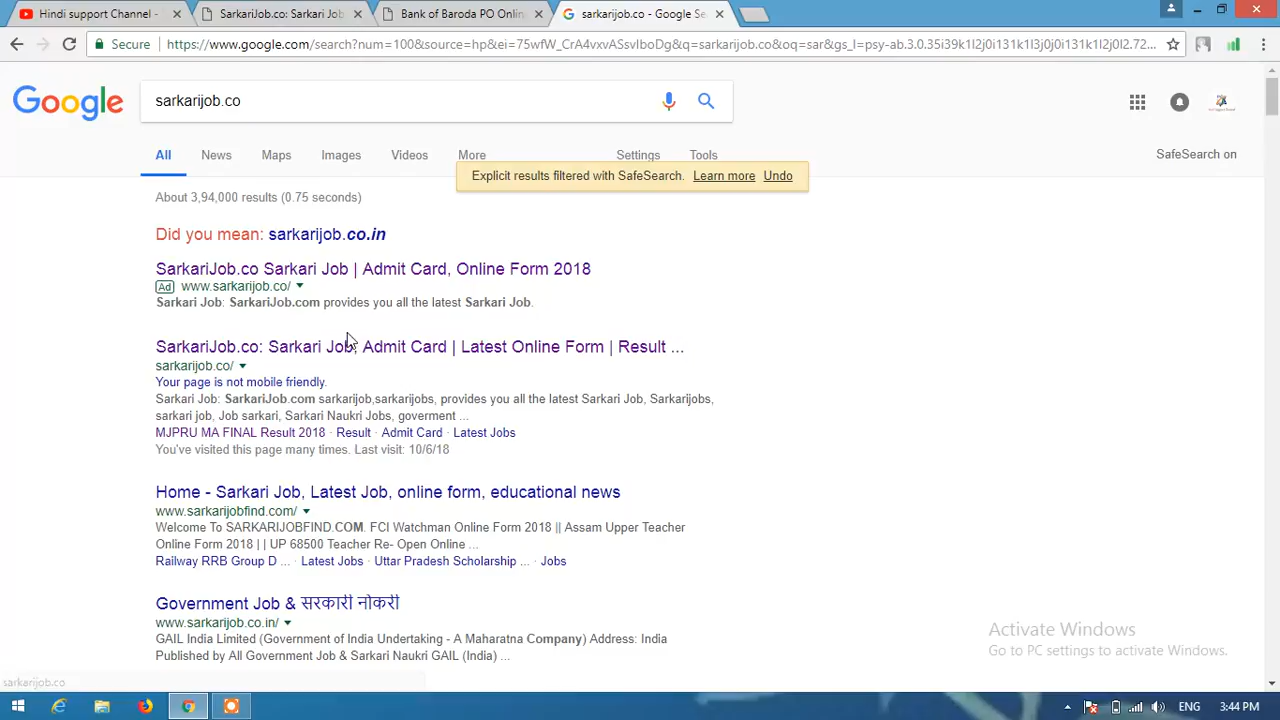 Hindi support Channel -
SarkariJob.co: Sarkari Job
Bank of Baroda PO Online
sarkarijob.co - Google Se
Secure
https://www.google.com/search?num=100&source=hp&ei=75wfW_CrA4vxvASsvIboDg&q=sarkarijob.co&oq=sar&gs_l=psy-ab.3.0.35i39k1l2j0i131k1l3j0j0i131k1l2j0l2.72...
Google
sarkarijob.co
All
News
Maps
Images
Videos
More
Settings
Tools
SafeSearch on
Explicit results filtered with SafeSearch. Learn more Undo
About 3,94,000 results (0.75 seconds)
Did you mean: sarkarijob.co.in
SarkariJob.co Sarkari Job | Admit Card, Online Form 2018
Ad www.sarkarijob.co/
Sarkari Job: SarkariJob.com provides you all the latest Sarkari Job.
SarkariJob.co: Sarkari Job, Admit Card | Latest Online Form | Result ...
sarkarijob.co/
Your page is not mobile friendly.
Sarkari Job: SarkariJob.com sarkarijob,sarkarijobs, provides you all the latest Sarkari Job, Sarkarijobs,
sarkari job, Job sarkari, Sarkari Naukri Jobs, goverment ...
MJPRU MA FINAL Result 2018 · Result · Admit Card · Latest Jobs
You've visited this page many times. Last visit: 10/6/18
Home - Sarkari Job, Latest Job, online form, educational news
www.sarkarijobfind.com/
Welcome To SARKARIJOBFIND.COM. FCI Watchman Online Form 2018 || Assam Upper Teacher
Online Form 2018 | | UP 68500 Teacher Re- Open Online ...
Railway RRB Group D ... · Latest Jobs · Uttar Pradesh Scholarship ... · Jobs
Government Job & सरकारी नोकरी
www.sarkarijob.co.in/
GAIL India Limited (Government of India Undertaking - A Maharatna Company) Address: India
Published by All Government Job & Sarkari Naukri GAIL (India) ...
Activate Windows
Go to PC settings to activate Windows.
sarkarijob.co
ENG
3:44 PM